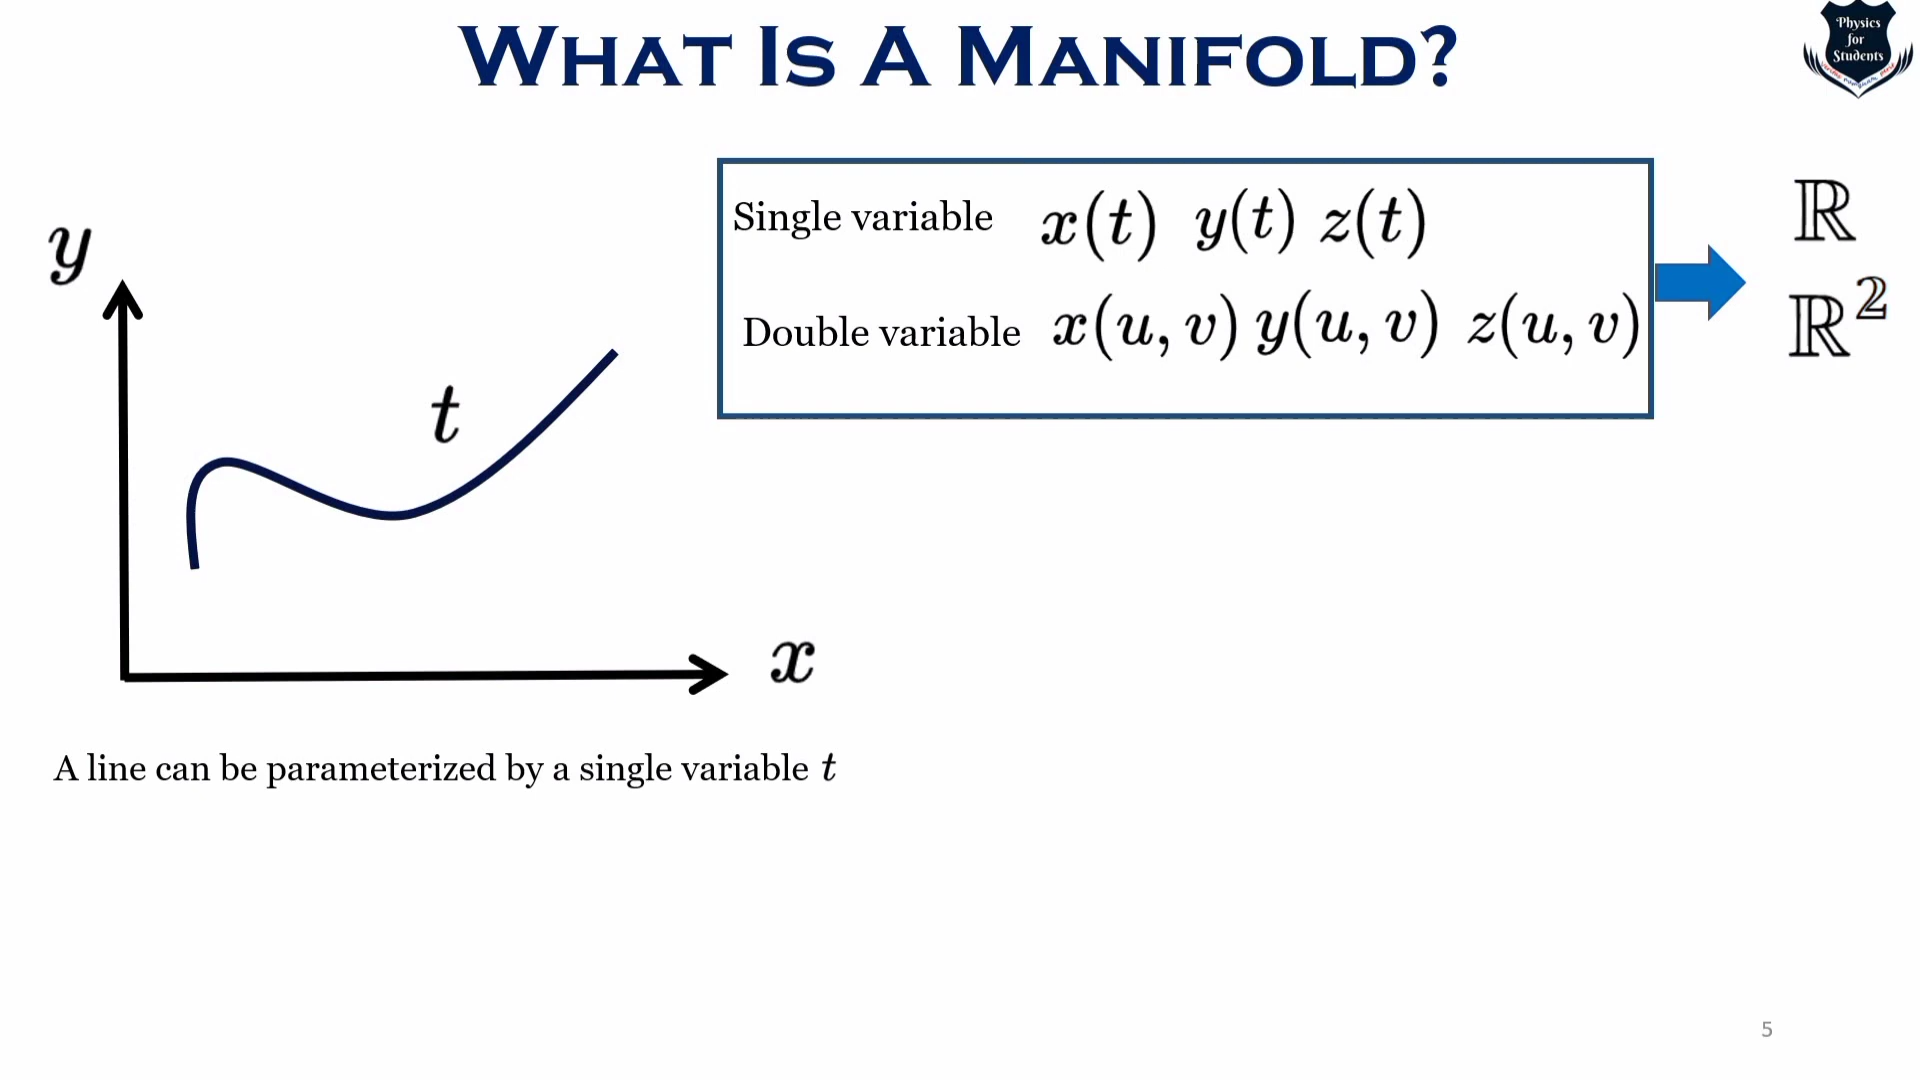 WHAT IS A MANIFOLD?
Physics
for
Students
Single variable x(t) y(t) z(t)
ℝ
Double variable x(u, v) y(u, v) z(u, v)
ℝ²
y
t
x
A line can be parameterized by a single variable t
5